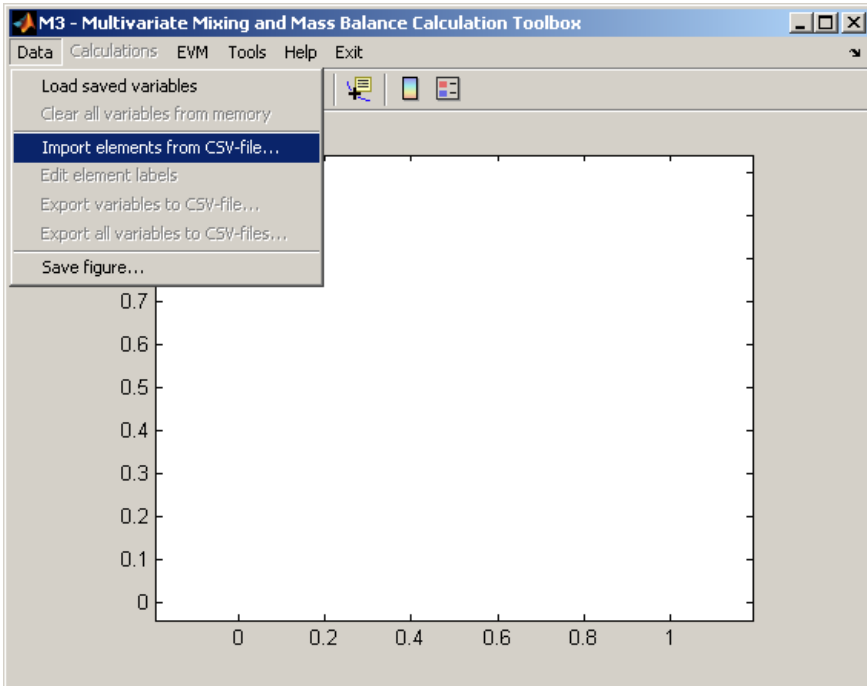 M3 - Multivariate Mixing and Mass Balance Calculation Toolbox
Data Calculations EVM Tools Help Exit
Load saved variables
Clear all variables from memory
Import elements from CSV-file...
Edit element labels
Export variables to CSV-file...
Export all variables to CSV-files...
Save figure...
0.7
0.6
0.5
0.4
0.3
0.2
0.1
0
0 0.2 0.4 0.6 0.8 1